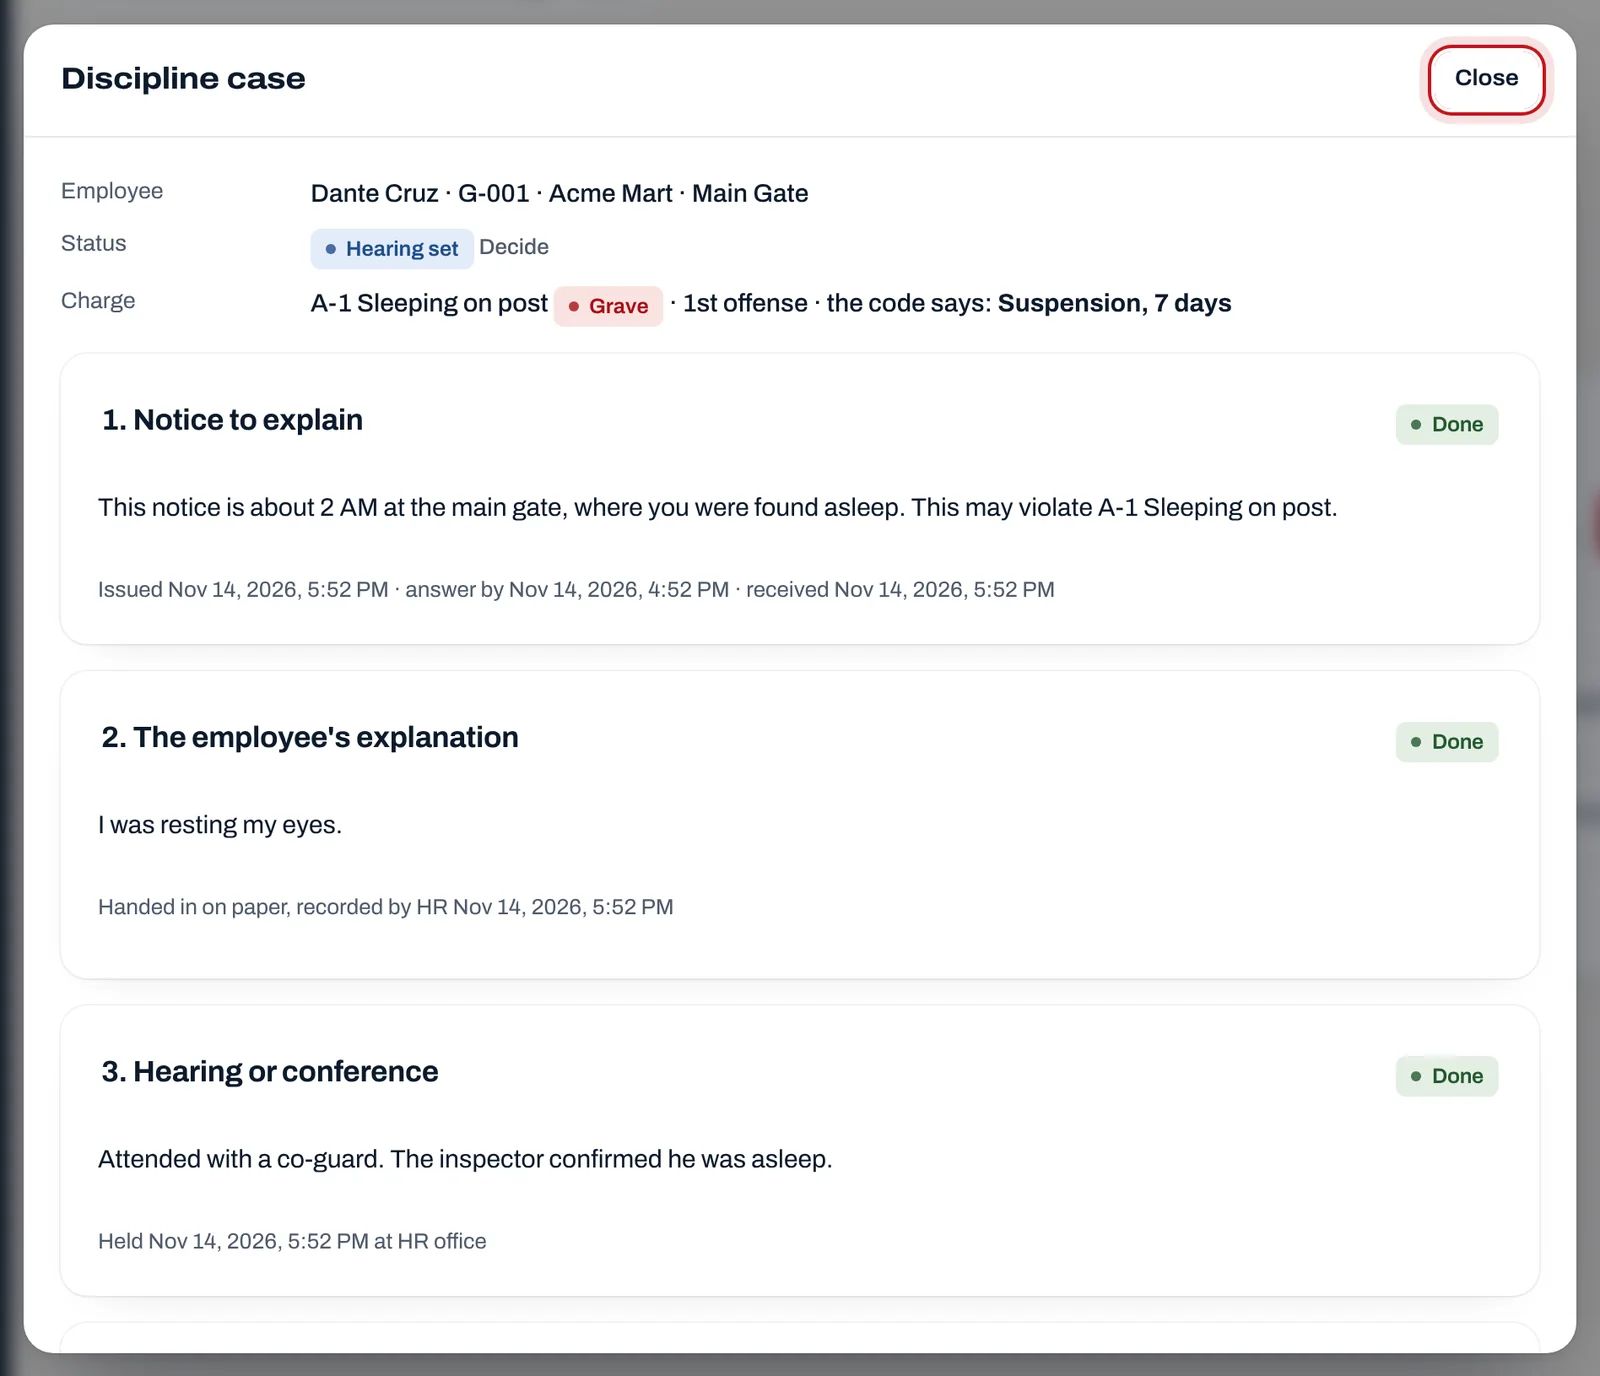 Discipline case
Close
Employee
Dante Cruz · G-001 · Acme Mart · Main Gate
Status
Hearing set Decide
Charge
A-1 Sleeping on post Grave · 1st offense · the code says: Suspension, 7 days
1. Notice to explain
Done
This notice is about 2 AM at the main gate, where you were found asleep. This may violate A-1 Sleeping on post.
Issued Nov 14, 2026, 5:52 PM · answer by Nov 14, 2026, 4:52 PM · received Nov 14, 2026, 5:52 PM
2. The employee's explanation
Done
I was resting my eyes.
Handed in on paper, recorded by HR Nov 14, 2026, 5:52 PM
3. Hearing or conference
Done
Attended with a co-guard. The inspector confirmed he was asleep.
Held Nov 14, 2026, 5:52 PM at HR office